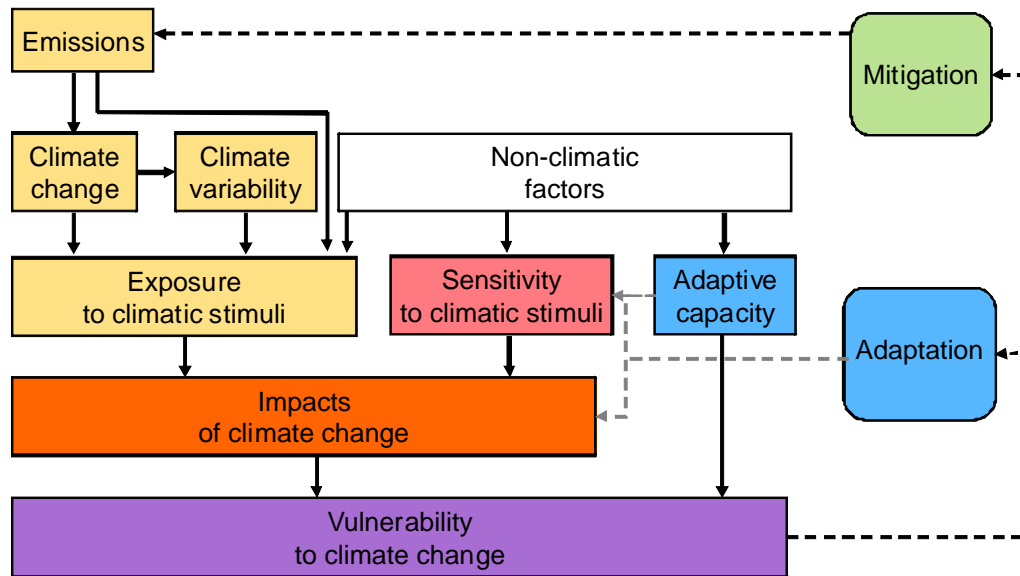 Emissions
Mitigation
Climate
change
Climate
variability
Non-climatic
factors
Exposure
to climatic stimuli
Sensitivity
to climatic stimuli
Adaptive
capacity
Adaptation
Impacts
of climate change
Vulnerability
to climate change